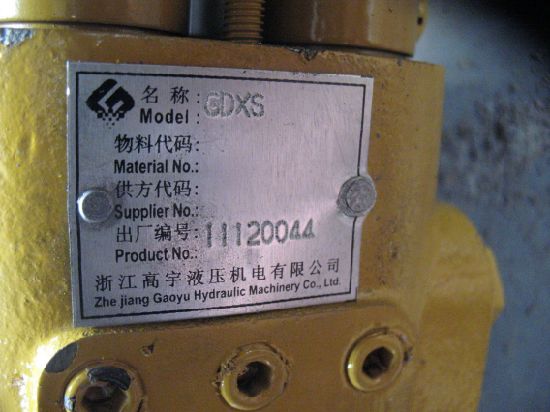 名 称: GDXS
Model :
物料代码:
Material No.:
供方代码:
Supplier No.:
出厂编号: 11120044
Product No.:
浙江高宇液压机电有限公司
Zhe jiang Gaoyu Hydraulic Machinery Co., Ltd.